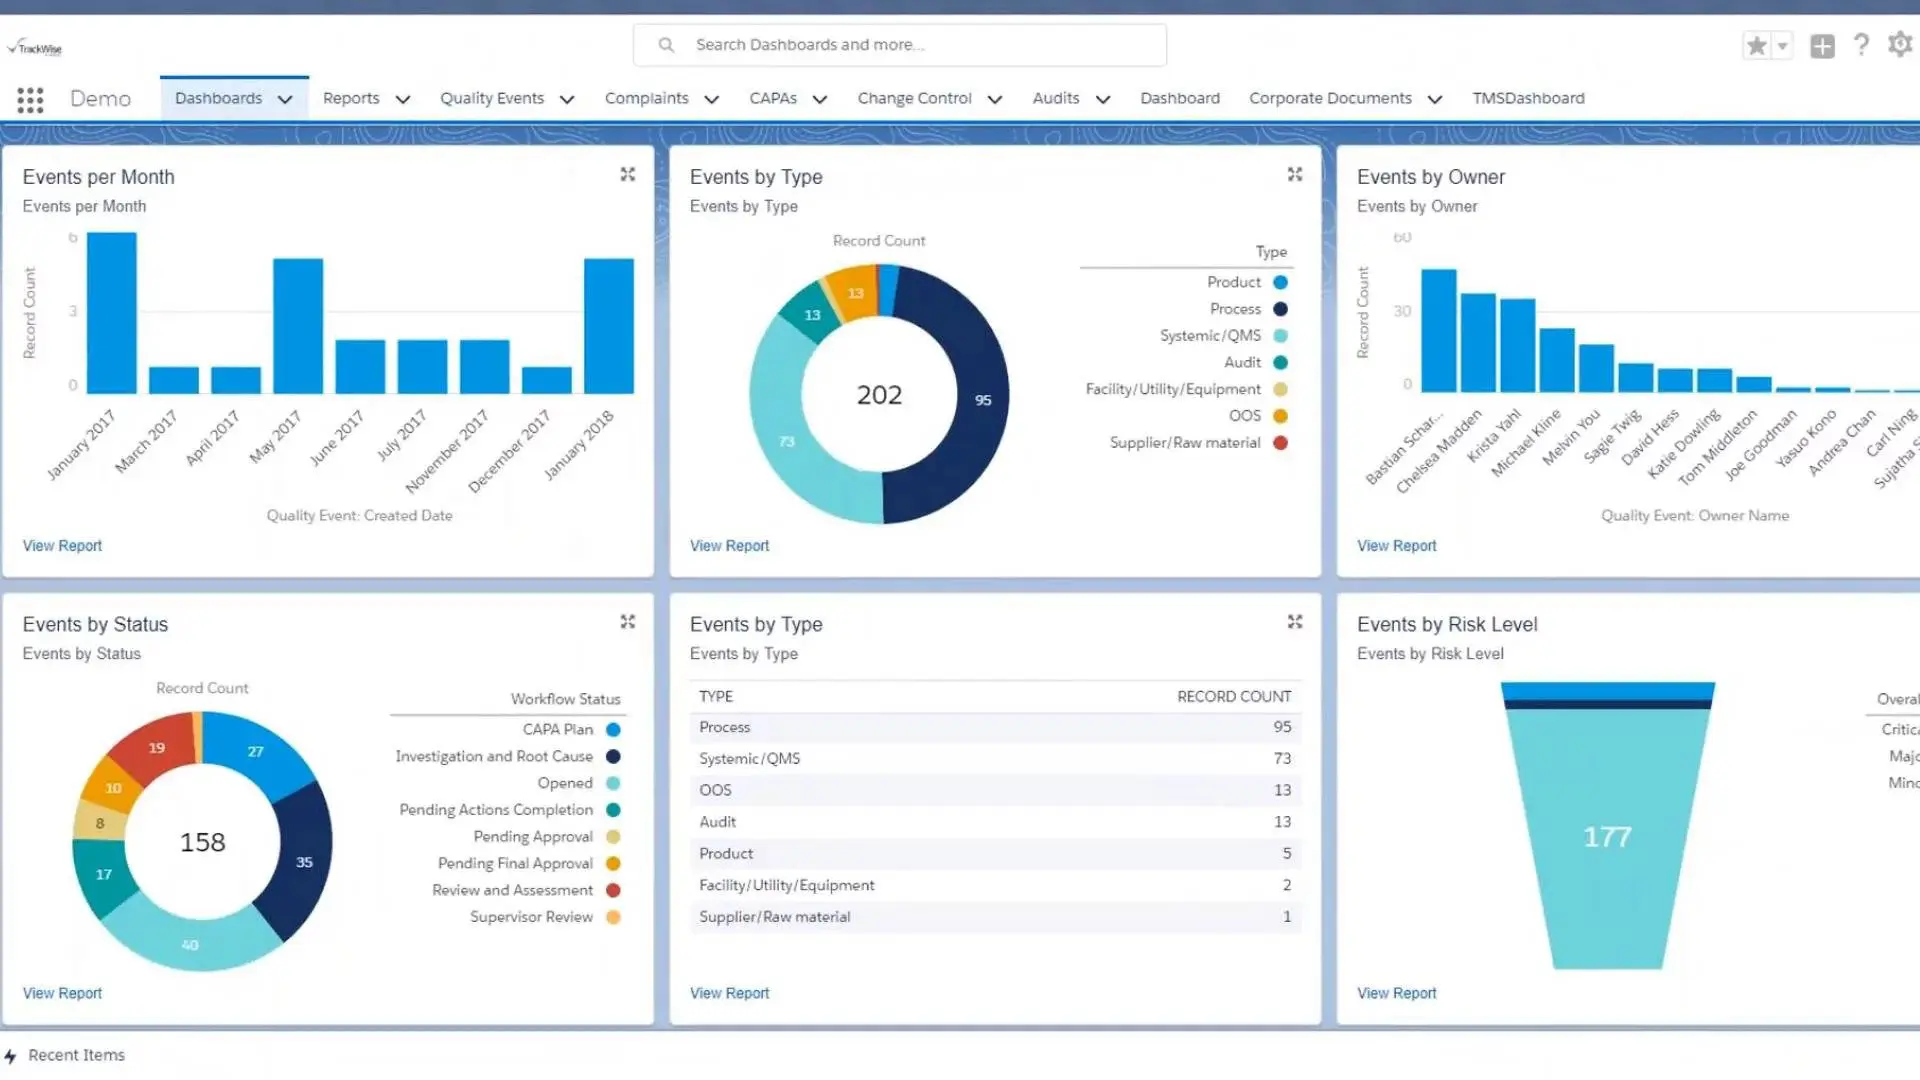 TrackWise
Search Dashboards and more...
Demo
Dashboards
Reports
Quality Events
Complaints
CAPAs
Change Control
Audits
Dashboard
Corporate Documents
TMSDashboard
Events per Month
Events per Month
6
3
0
Record Count
January 2017
March 2017
April 2017
May 2017
June 2017
July 2017
November 2017
December 2017
January 2018
Quality Event: Created Date
View Report
Events by Type
Events by Type
Record Count
13
13
95
73
202
Type
Product
Process
Systemic/QMS
Audit
Facility/Utility/Equipment
OOS
Supplier/Raw material
View Report
Events by Owner
Events by Owner
60
30
0
Record Count
Bastian Schar...
Chelsea Madden
Krista Yahl
Michael Kline
Melvin You
Sagie Twig
David Hess
Katie Dowling
Tom Middleton
Joe Goodman
Yasuo Kono
Andrea Chan
Carl Ning
Sujatha S
Quality Event: Owner Name
View Report
Events by Status
Events by Status
Record Count
19
27
10
8
35
17
40
158
Workflow Status
CAPA Plan
Investigation and Root Cause
Opened
Pending Actions Completion
Pending Approval
Pending Final Approval
Review and Assessment
Supervisor Review
View Report
Events by Type
Events by Type
TYPE RECORD COUNT
Process 95
Systemic/QMS 73
OOS 13
Audit 13
Product 5
Facility/Utility/Equipment 2
Supplier/Raw material 1
View Report
Events by Risk Level
Events by Risk Level
177
Overal
Critica
Majo
Mino
View Report
Recent Items